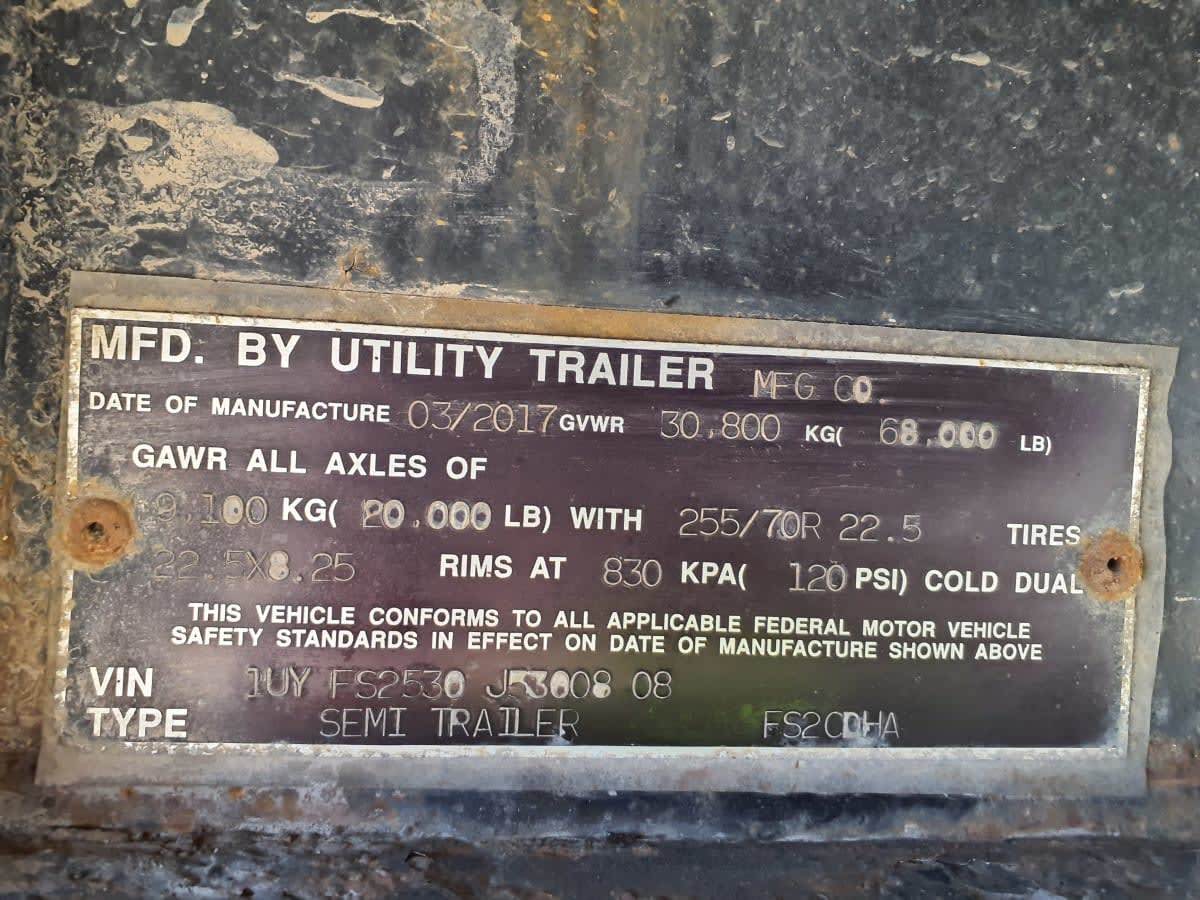 MFD. BY UTILITY TRAILER MFG CO.
DATE OF MANUFACTURE 03/2017 GVWR 30,800 KG( 68,000 LB)
GAWR ALL AXLES OF
9,100 KG( 20,000 LB) WITH 255/70R 22.5 TIRES
22.5X8.25 RIMS AT 830 KPA( 120 PSI) COLD DUAL
THIS VEHICLE CONFORMS TO ALL APPLICABLE FEDERAL MOTOR VEHICLE
SAFETY STANDARDS IN EFFECT ON DATE OF MANUFACTURE SHOWN ABOVE
VIN 1UY FS2530 J53008 08
TYPE SEMI TRAILER FS2CDHA